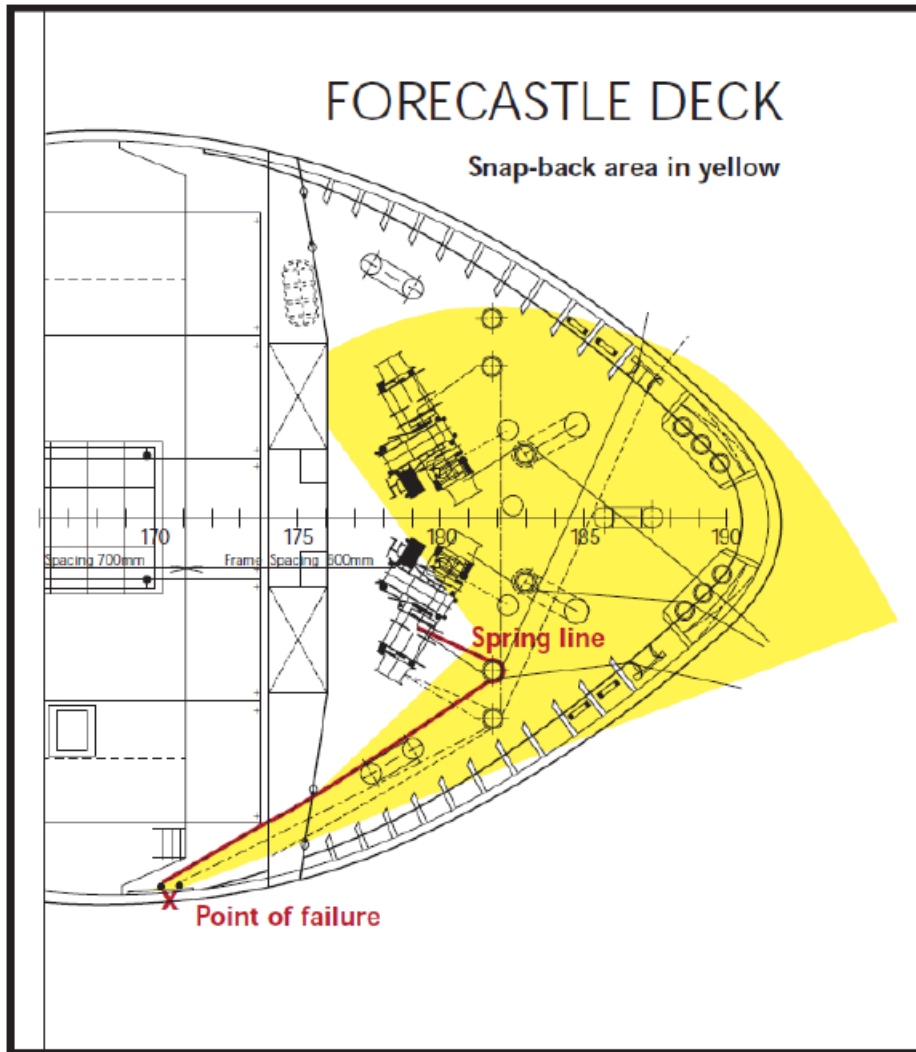 FORECASTLE DECK
Snap-back area in yellow
170 175 180 185 190
Spacing 700mm Frame Spacing 600mm
Spring line
X
Point of failure